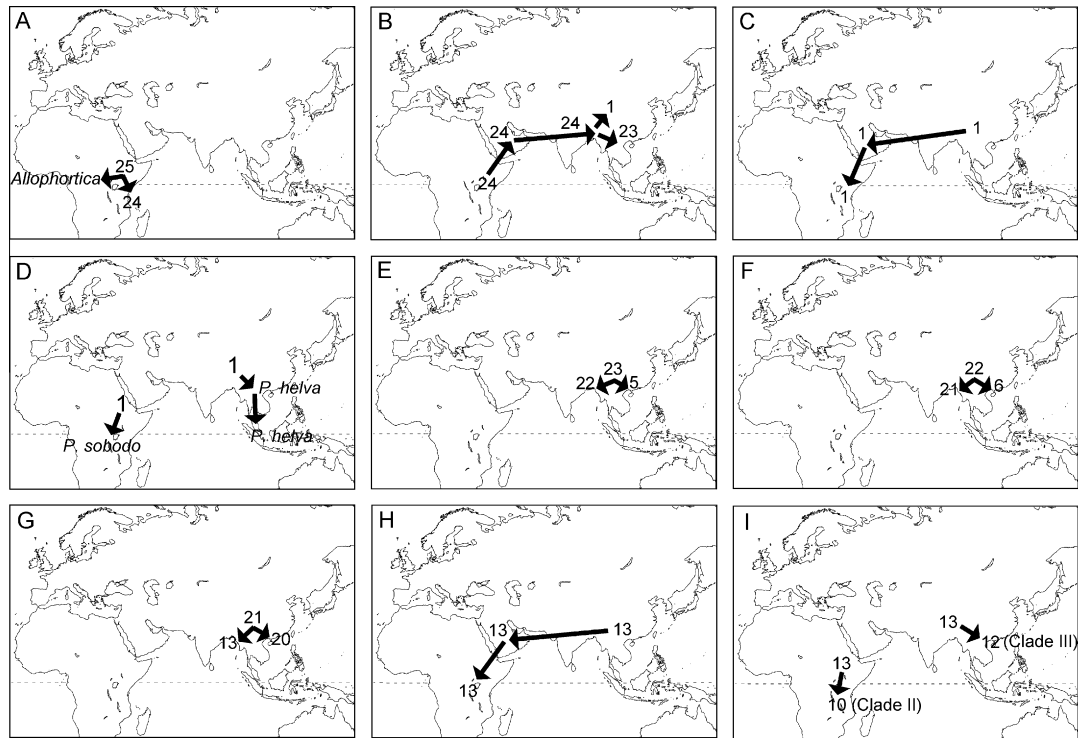 A
25
Allophortica
24
B
1
24
24
23
24
C
1
1
1
D
1
P. helva
1
P. sobodo
P. helva
E
23
22
5
F
22
21
6
G
21
13
20
H
13
13
13
I
13
12 (Clade III)
13
10 (Clade II)